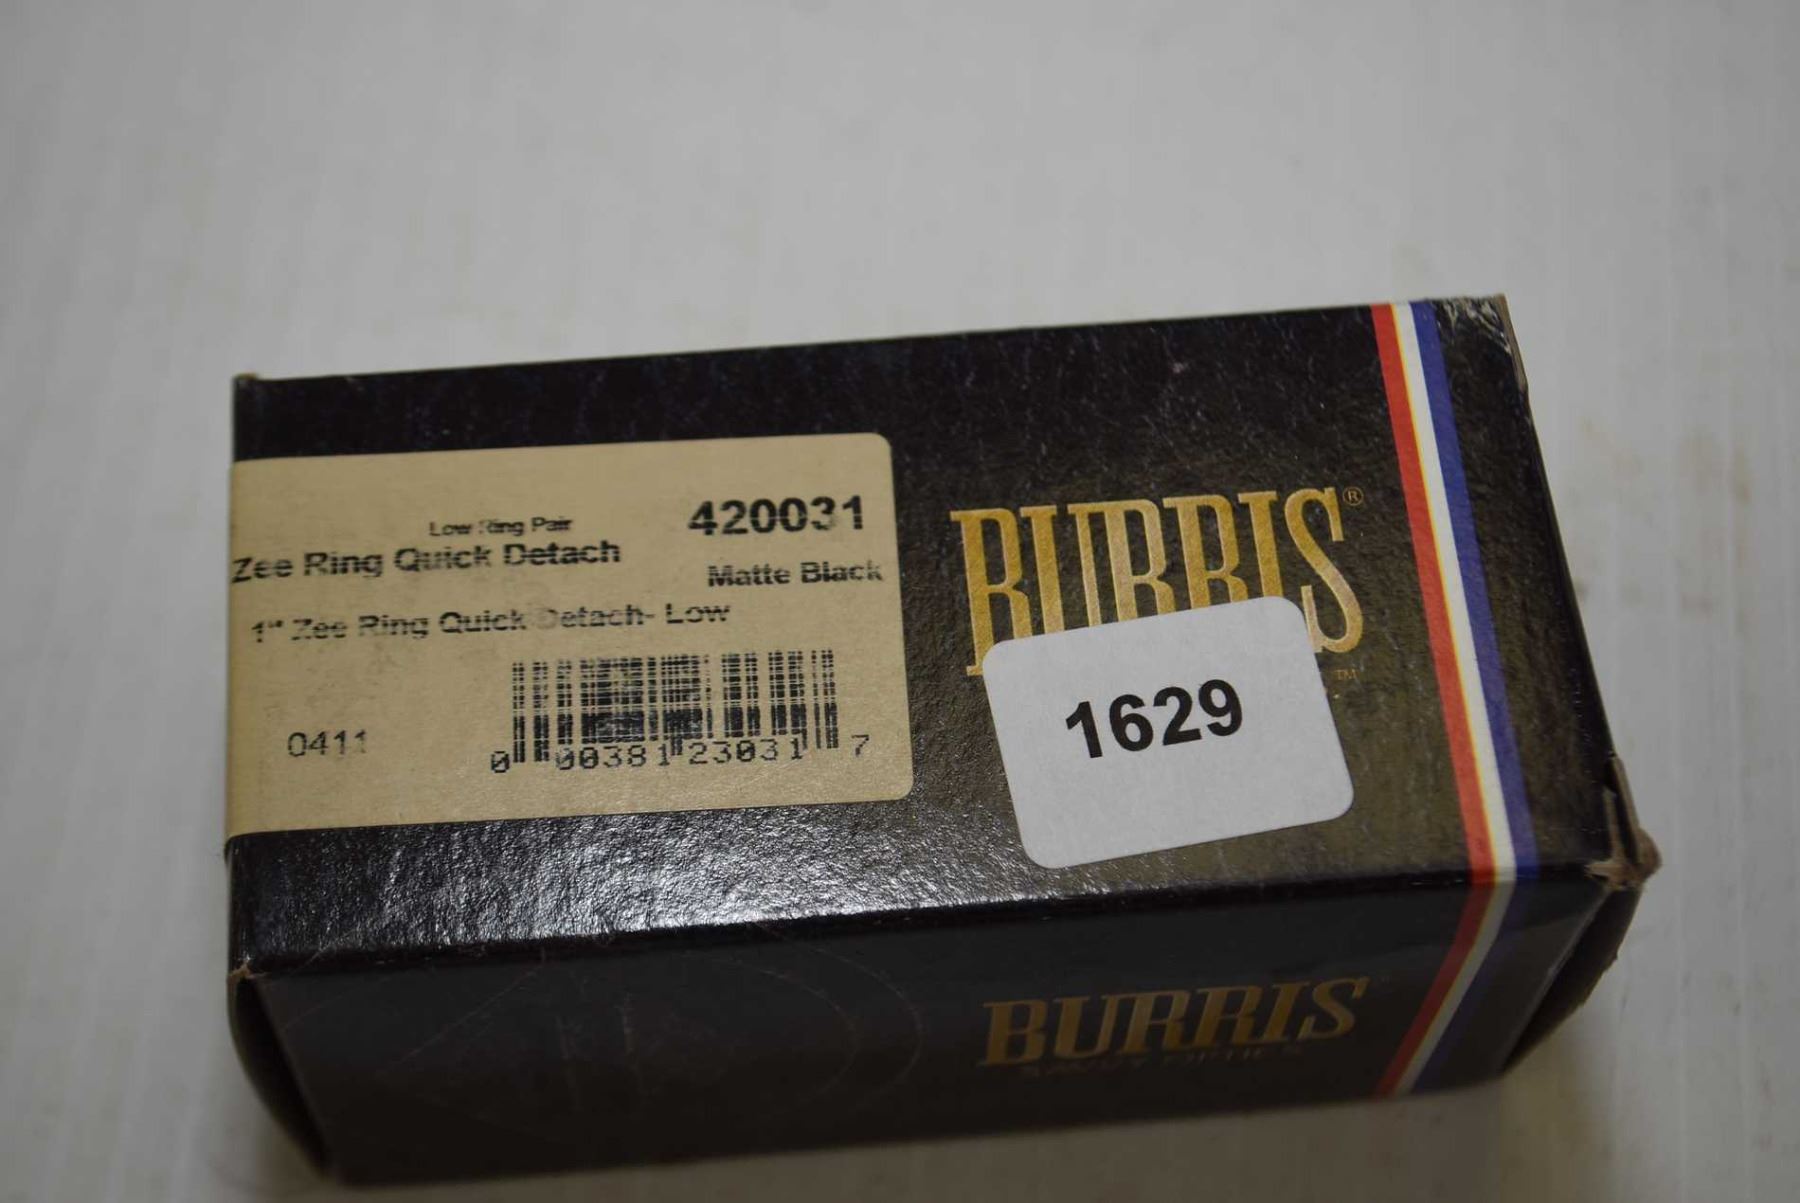 Low Ring Pair
420031
Zee Ring Quick Detach
Matte Black
1" Zee Ring Quick Detach- Low
0411
0 00381 23031 7
BURRIS®
™
1629
BURRIS